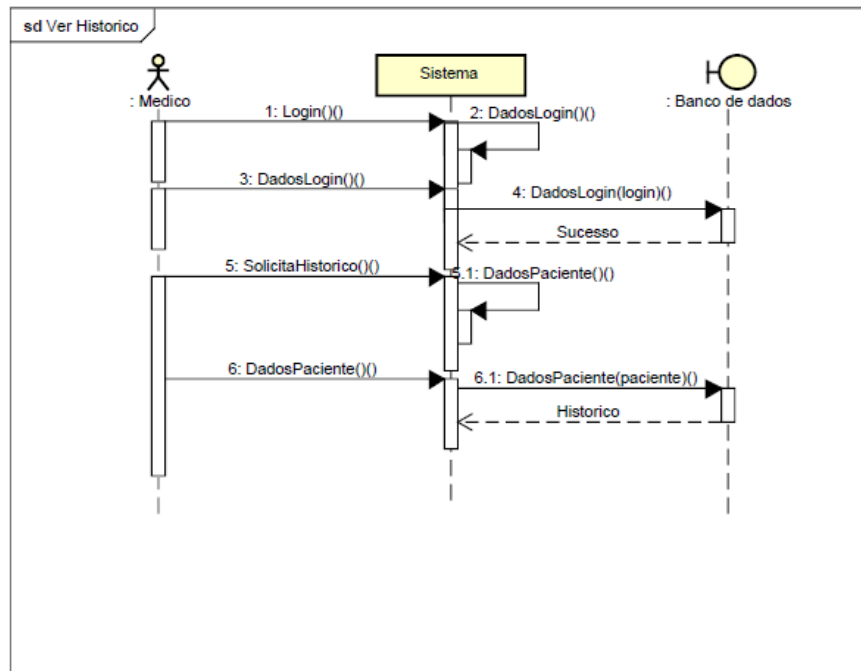 sd Ver Historico
: Medico
Sistema
: Banco de dados
1: Login()()
2: DadosLogin()()
3: DadosLogin()()
4: DadosLogin(login)()
Sucesso
5: SolicitaHistorico()()
5.1: DadosPaciente()()
6: DadosPaciente()()
6.1: DadosPaciente(paciente)()
Historico